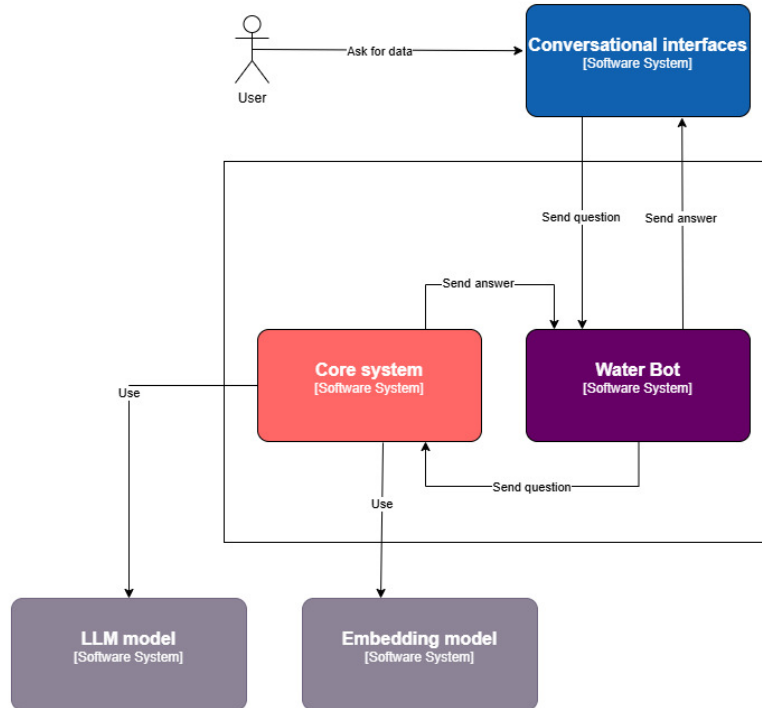 Ask for data
Conversational interfaces
[Software System]
User
Send question
Send answer
Send answer
Core system
[Software System]
Water Bot
[Software System]
Use
Send question
Use
LLM model
[Software System]
Embedding model
[Software System]